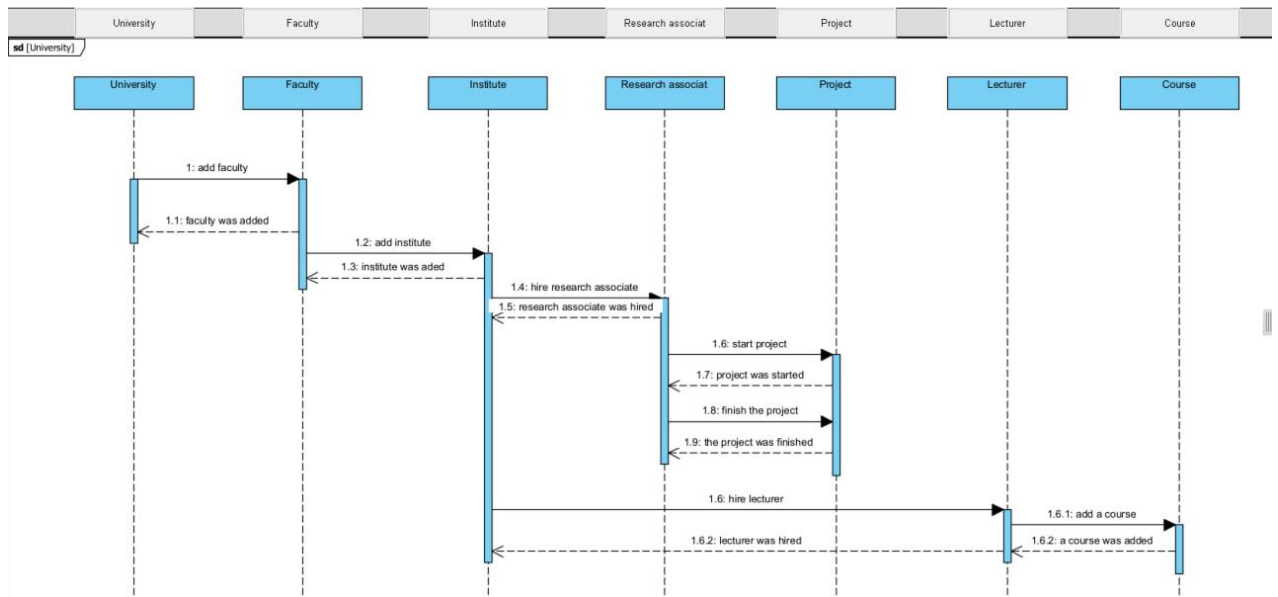 University
Faculty
Institute
Research associat
Project
Lecturer
Course
sd [University]
University
Faculty
Institute
Research associat
Project
Lecturer
Course
1: add faculty
1.1: faculty was added
1.2: add institute
1.3: institute was aded
1.4: hire research associate
1.5: research associate was hired
1.6: start project
1.7: project was started
1.8: finish the project
1.9: the project was finished
1.6: hire lecturer
1.6.1: add a course
1.6.2: lecturer was hired
1.6.2: a course was added